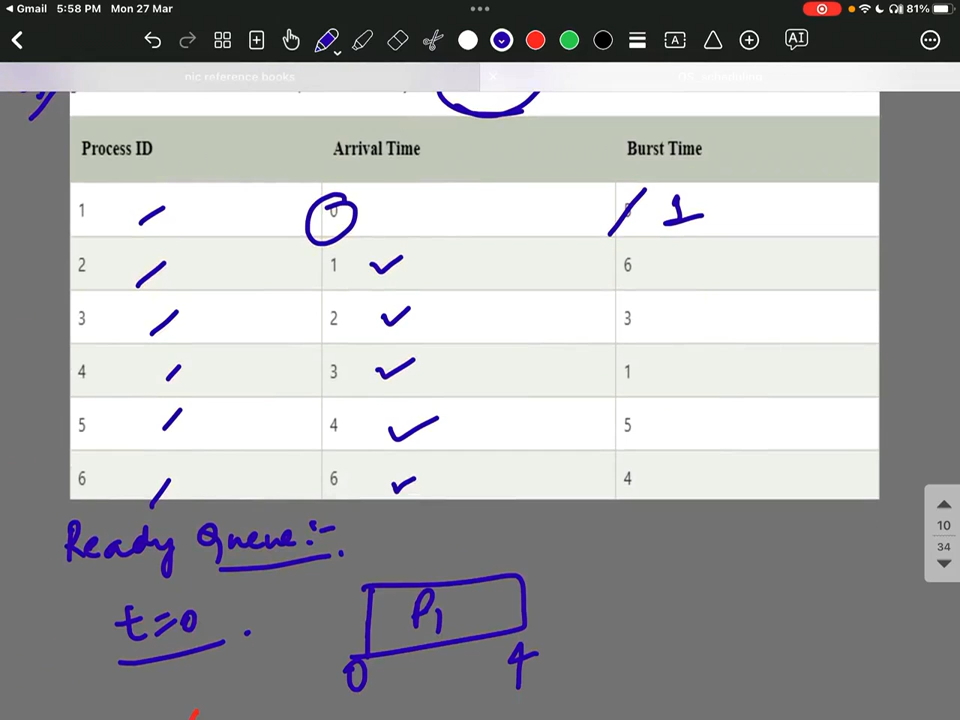 Gmail 5:58 PM Mon 27 Mar 81%
A AI
nic reference books
Process ID Arrival Time Burst Time
1 0 1
2 1 6
3 2 3
4 3 1
5 4 5
6 6 4
Ready Queue:-
t=0 P1
0 4
10
34